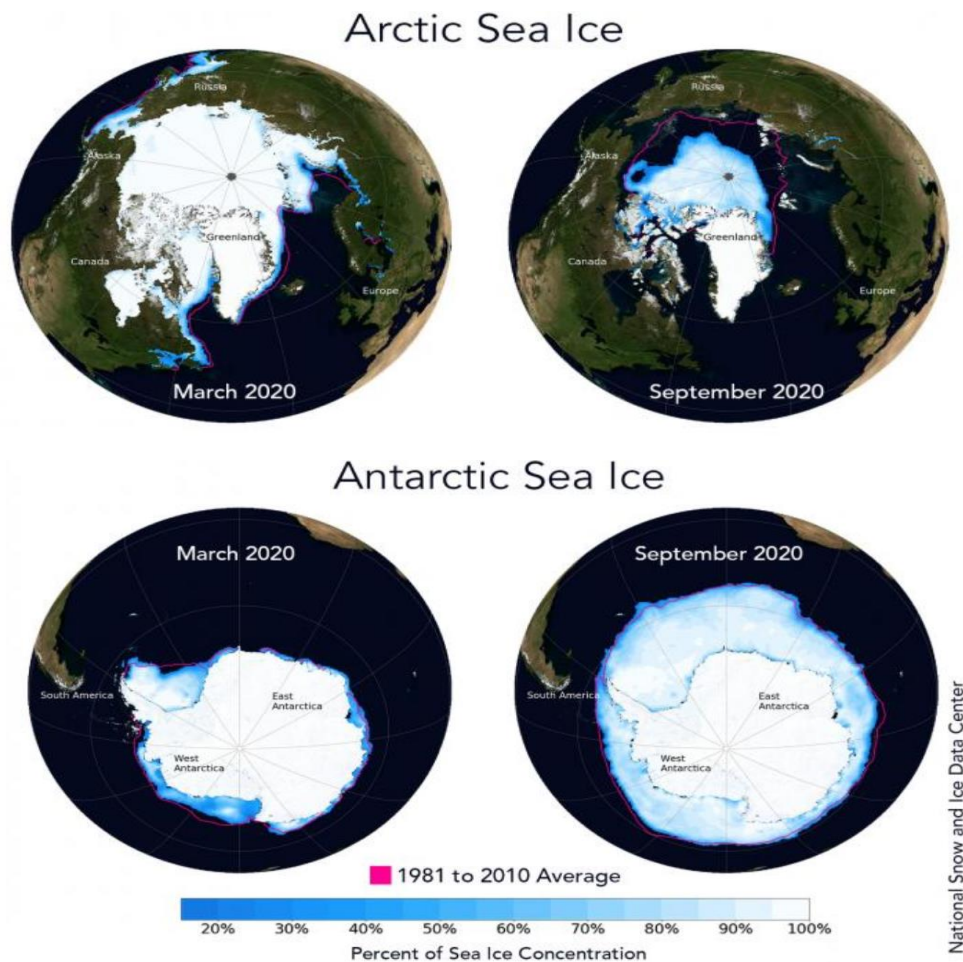 Arctic Sea Ice
Russia
Alaska
Greenland
Canada
Europe
March 2020
Russia
Alaska
Greenland
Canada
Europe
September 2020
Antarctic Sea Ice
March 2020
South America
East
Antarctica
West
Antarctica
September 2020
South America
East
Antarctica
West
Antarctica
1981 to 2010 Average
20% 30% 40% 50% 60% 70% 80% 90% 100%
Percent of Sea Ice Concentration
National Snow and Ice Data Center